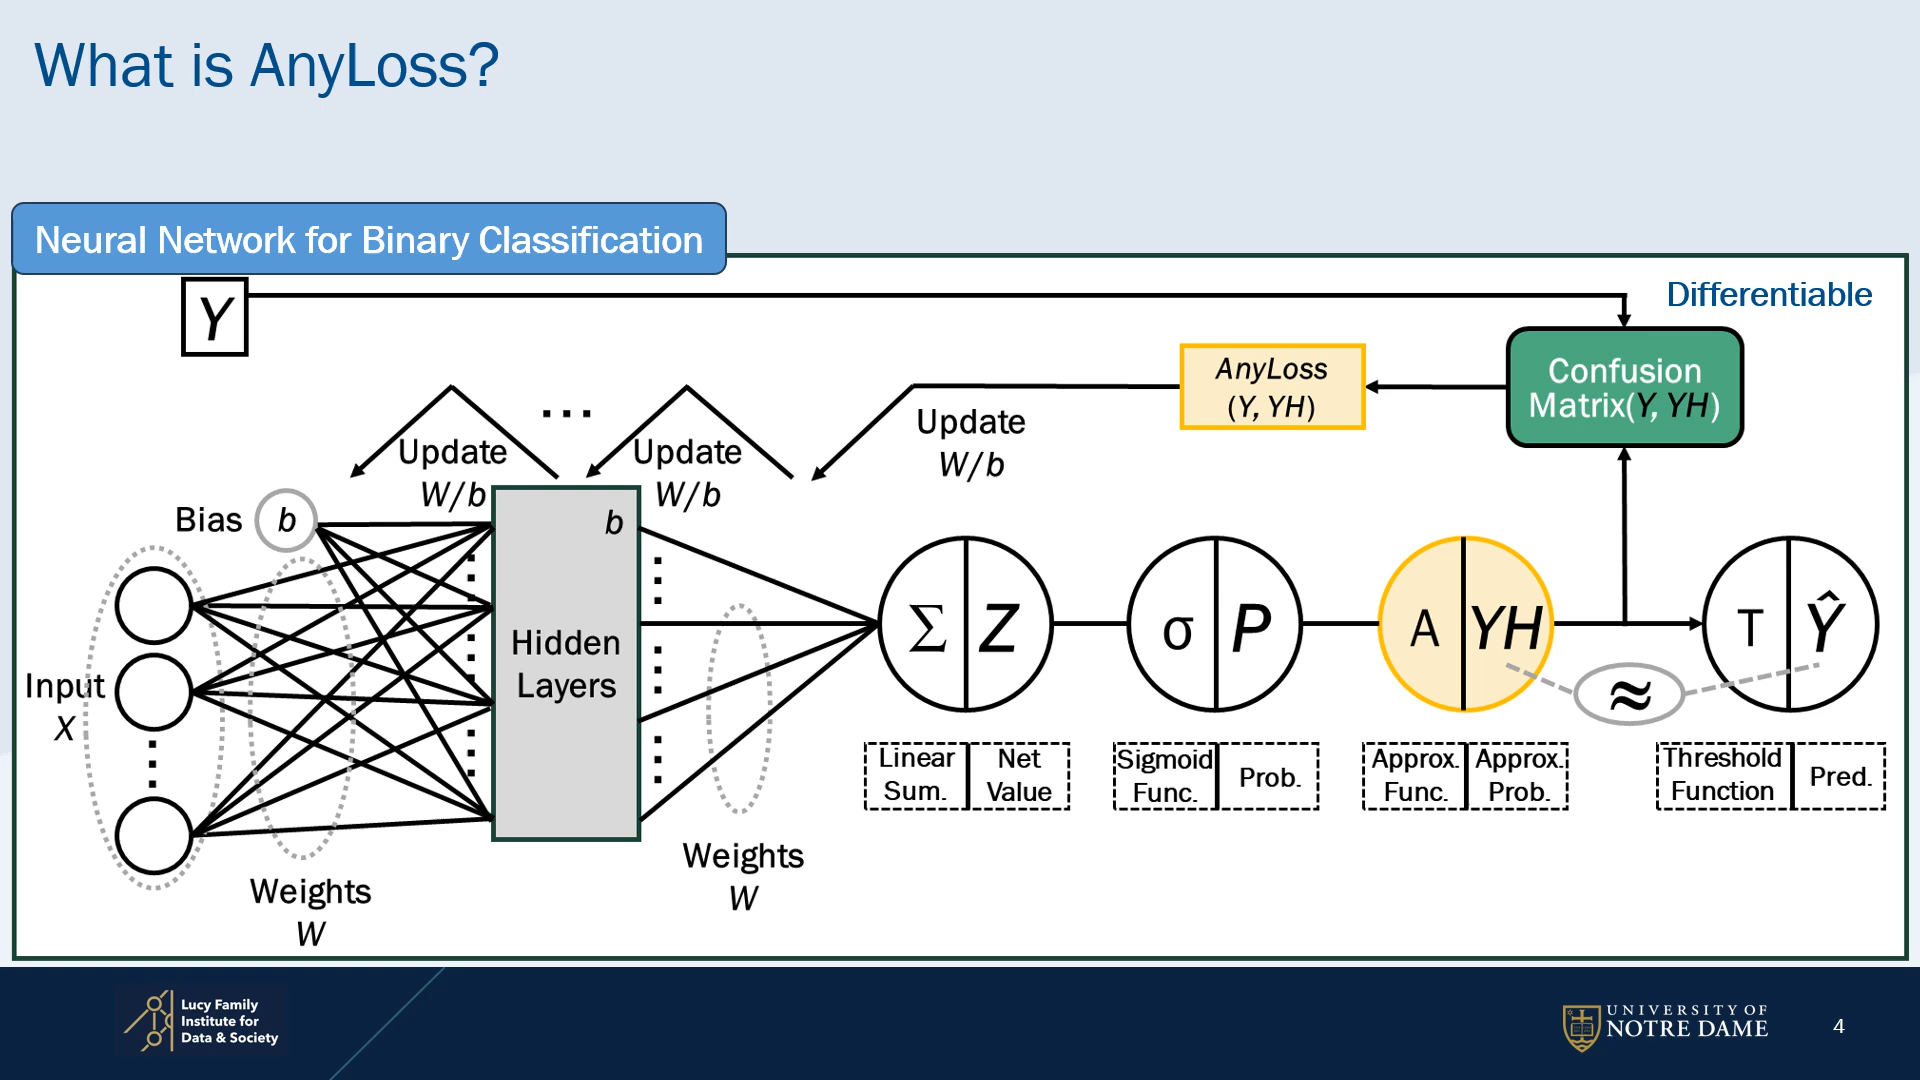 What is AnyLoss?
Neural Network for Binary Classification
Y
Differentiable
AnyLoss
(Y, YH)
Confusion
Matrix(Y, YH)
...
Update
W/b
Update
W/b
Update
W/b
Bias b
b
Input
X
Hidden
Layers
Σ Z
σ P
A YH
T Ŷ
≈
Linear
Sum.
Net
Value
Sigmoid
Func.
Prob.
Approx.
Func.
Approx.
Prob.
Threshold
Function
Pred.
Weights
W
Weights
W
Lucy Family
Institute for
Data & Society
UNIVERSITY OF
NOTRE DAME
4